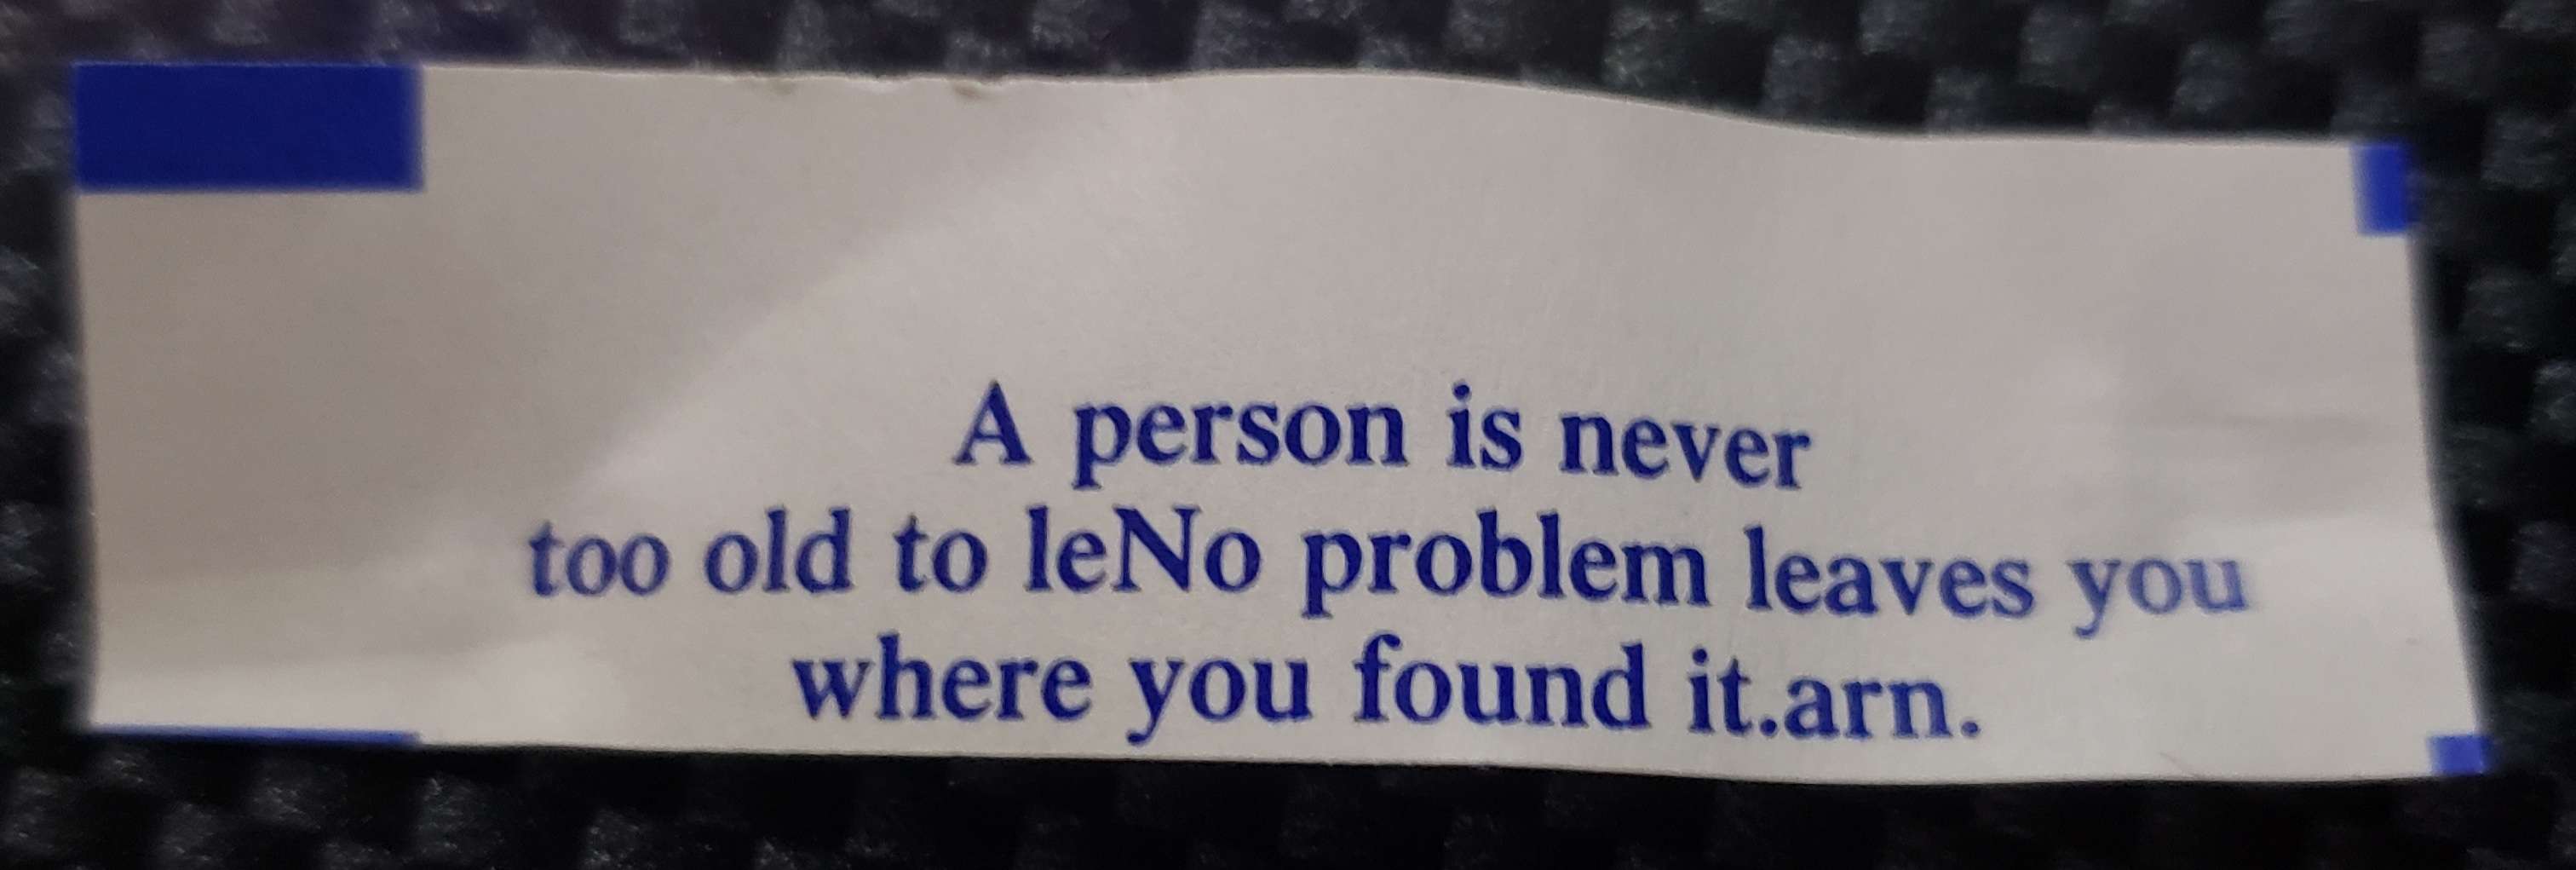 A person is never
too old to leNo problem leaves you
where you found it.arn.